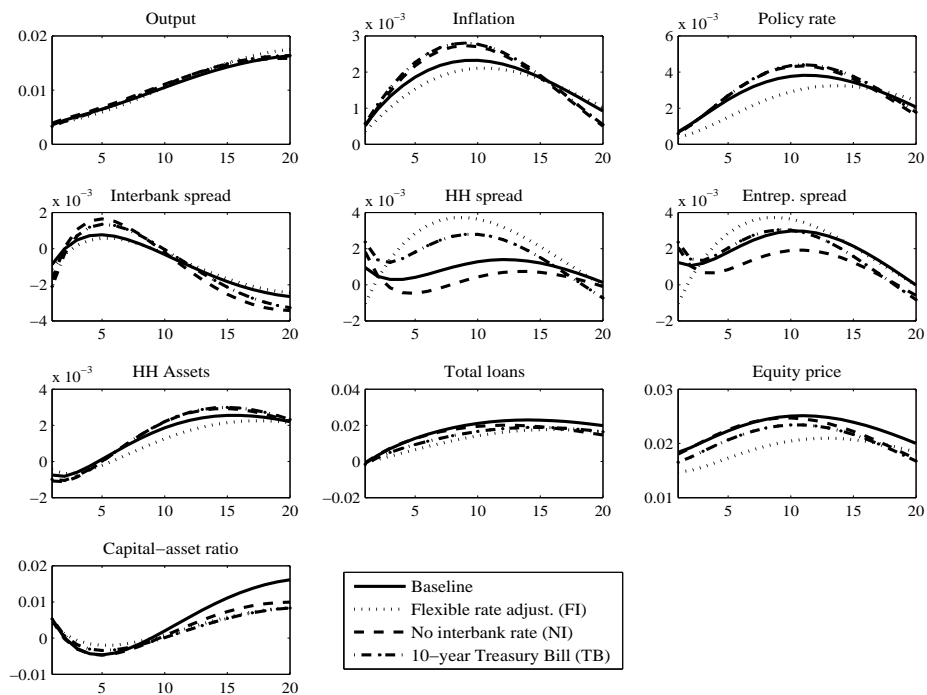 Output
0.02
0.01
0
5 10 15 20
Inflation
x 10⁻³
3
2
1
0
5 10 15 20
Policy rate
x 10⁻³
6
4
2
0
5 10 15 20
Interbank spread
x 10⁻³
2
0
−2
−4
5 10 15 20
HH spread
x 10⁻³
4
2
0
−2
5 10 15 20
Entrep. spread
x 10⁻³
4
2
0
−2
5 10 15 20
HH Assets
x 10⁻³
4
2
0
−2
5 10 15 20
Total loans
0.04
0.02
0
−0.02
5 10 15 20
Equity price
0.03
0.02
0.01
5 10 15 20
Capital−asset ratio
0.02
0.01
0
−0.01
5 10 15 20
Baseline
Flexible rate adjust. (FI)
No interbank rate (NI)
10−year Treasury Bill (TB)